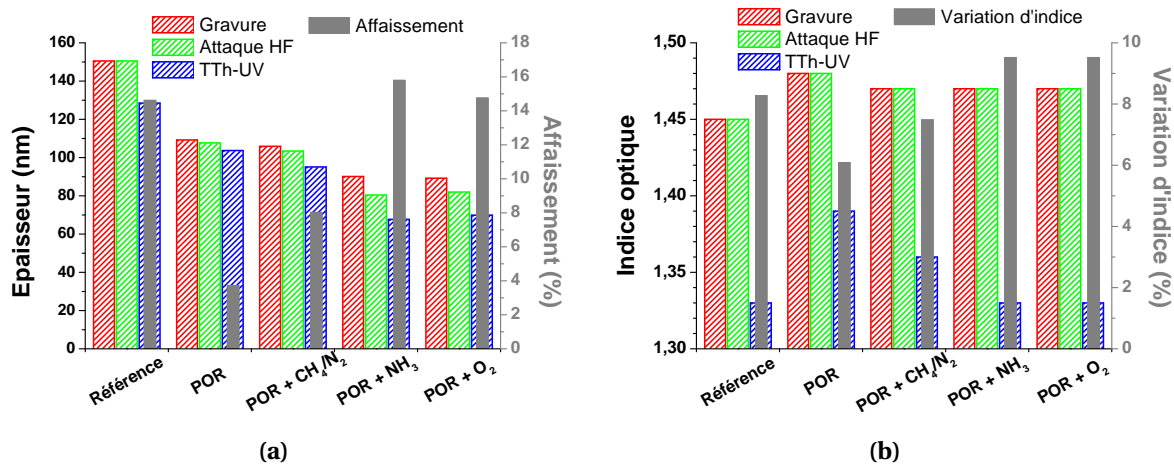 Gravure
Attaque HF
TTh-UV
Affaissement
160
140
120
100
80
60
40
20
0
Epaisseur (nm)
18
16
14
12
10
8
6
4
2
0
Affaissement (%)
Référence
POR
POR + CH₄/N₂
POR + NH₃
POR + O₂
(a)
Gravure
Attaque HF
TTh-UV
Variation d'indice
1,50
1,45
1,40
1,35
1,30
Indice optique
10
8
6
4
2
0
Variation d'indice (%)
Référence
POR
POR + CH₄/N₂
POR + NH₃
POR + O₂
(b)